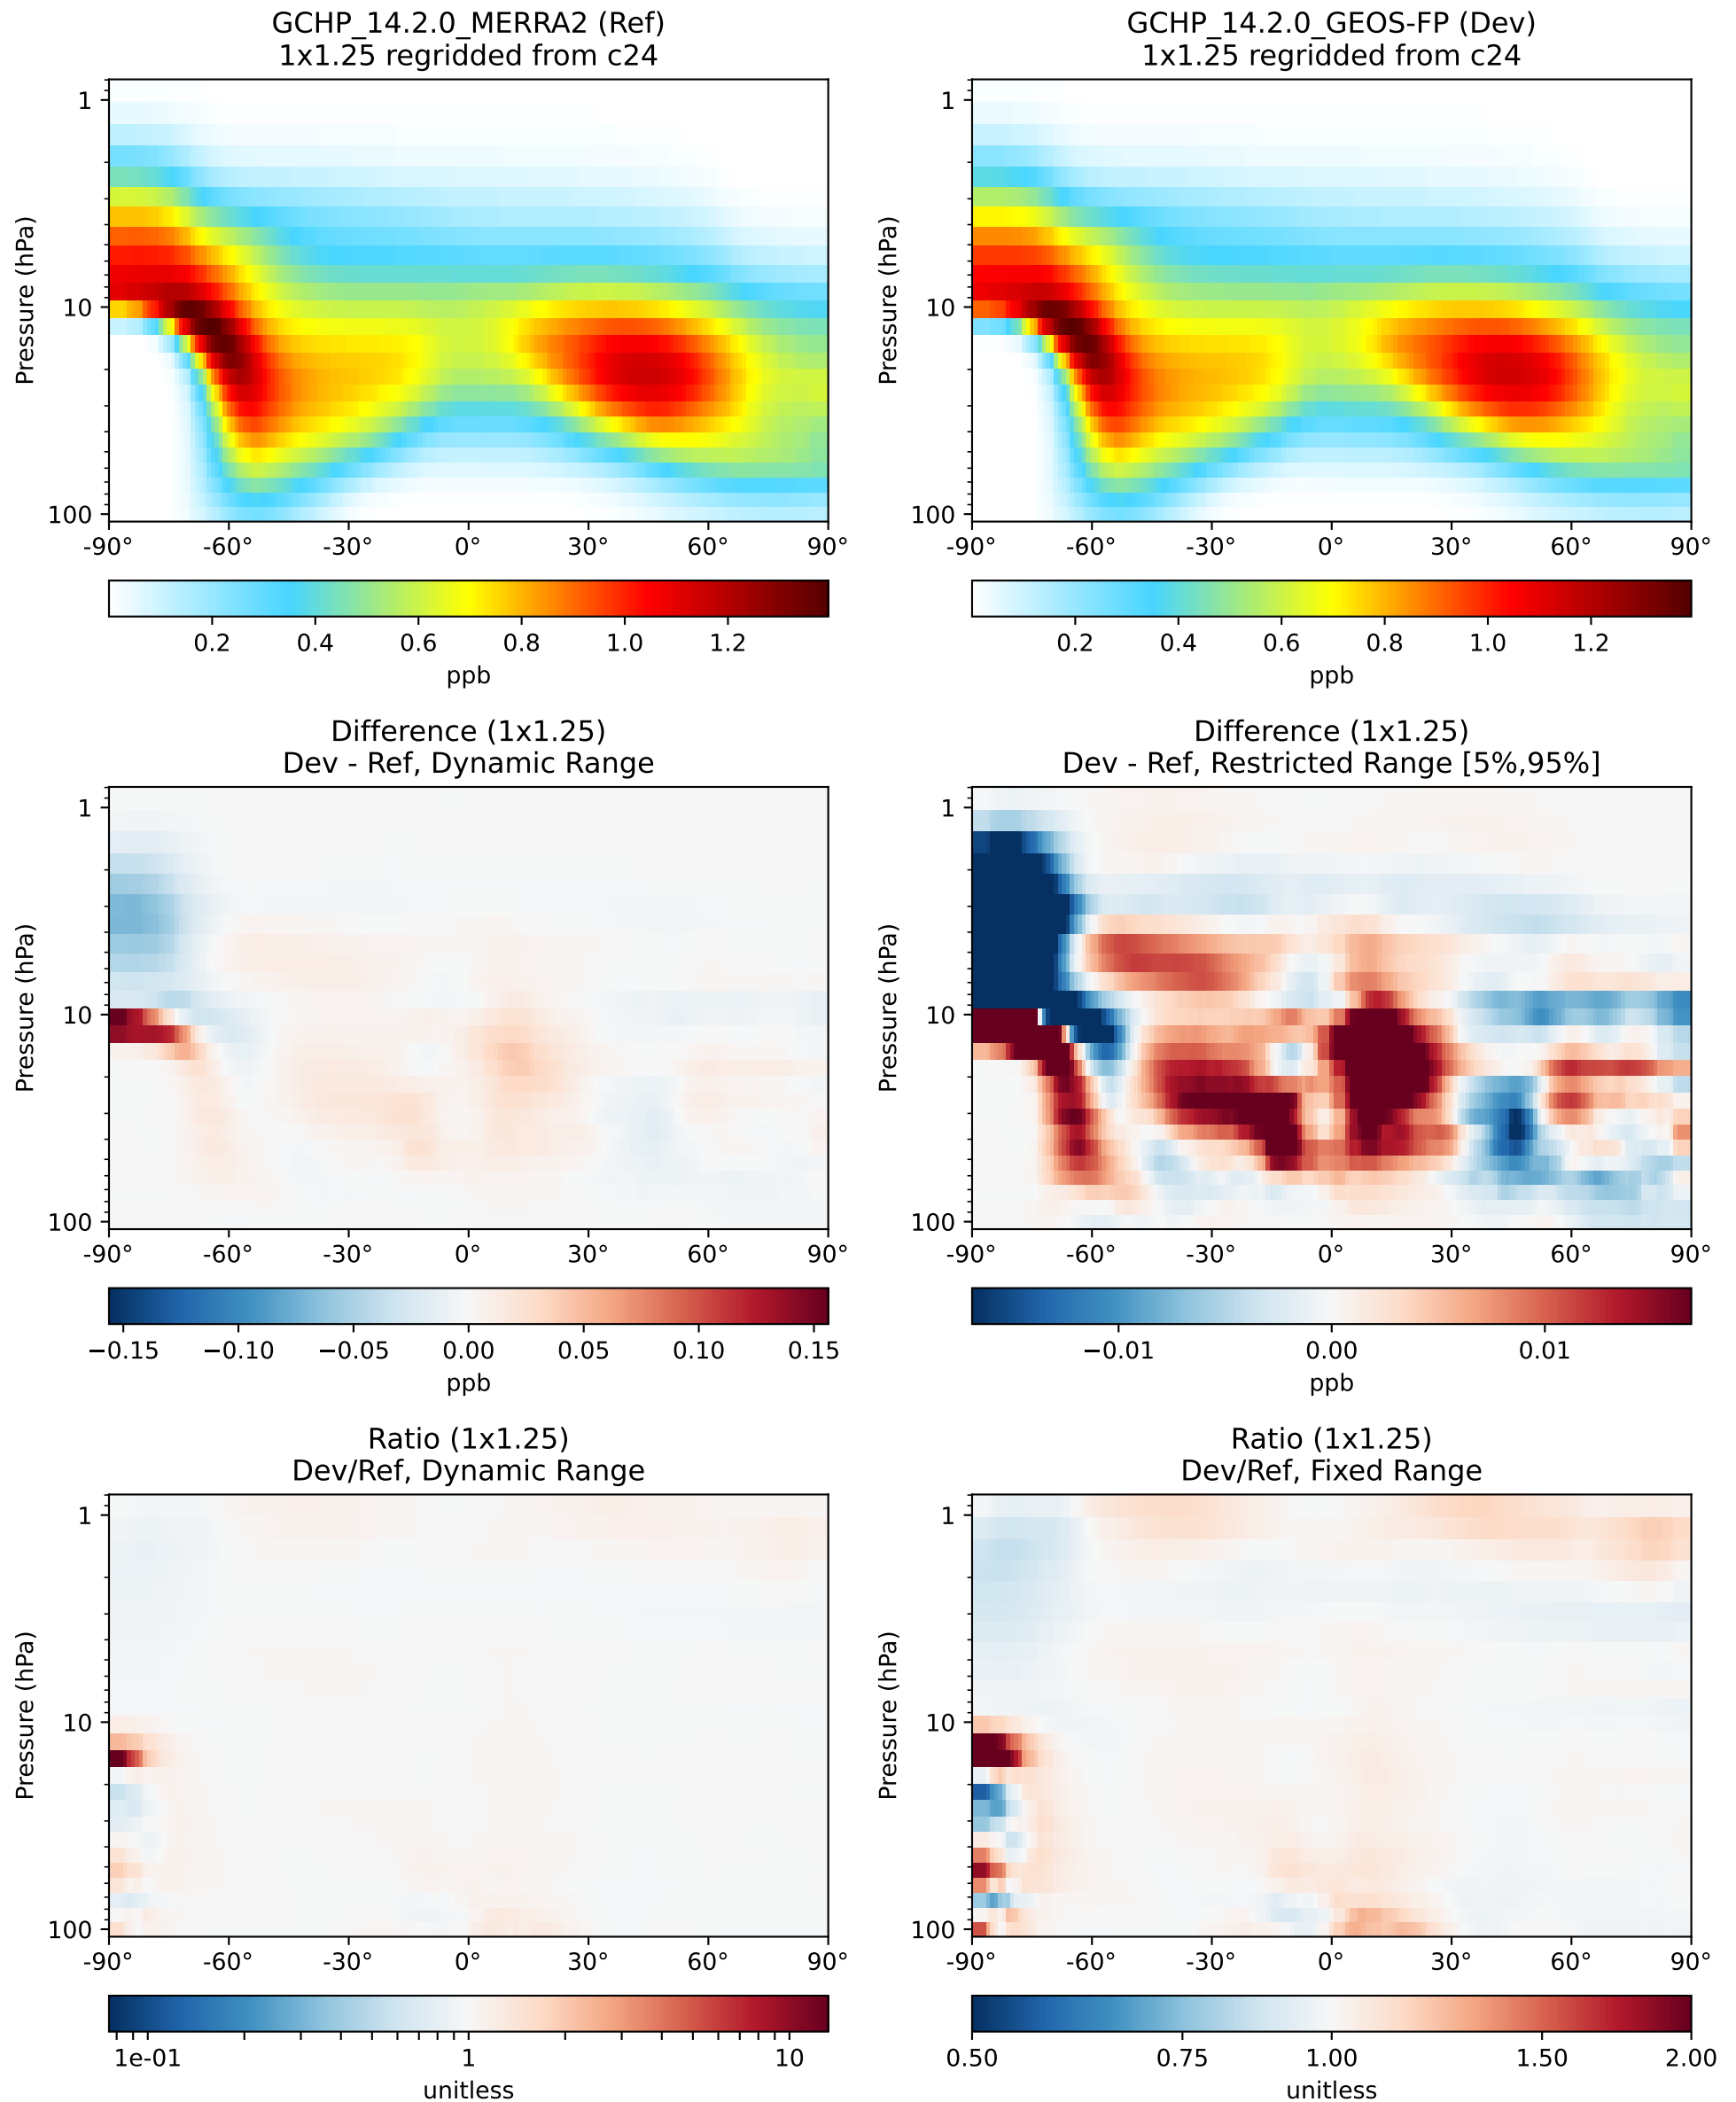 GCHP_14.2.0_MERRA2 (Ref)
1x1.25 regridded from c24
Pressure (hPa)
1
10
100
-90° -60° -30° 0° 30° 60° 90°
0.2 0.4 0.6 0.8 1.0 1.2
ppb
GCHP_14.2.0_GEOS-FP (Dev)
1x1.25 regridded from c24
Pressure (hPa)
1
10
100
-90° -60° -30° 0° 30° 60° 90°
0.2 0.4 0.6 0.8 1.0 1.2
ppb
Difference (1x1.25)
Dev - Ref, Dynamic Range
Pressure (hPa)
1
10
100
-90° -60° -30° 0° 30° 60° 90°
−0.15 −0.10 −0.05 0.00 0.05 0.10 0.15
ppb
Difference (1x1.25)
Dev - Ref, Restricted Range [5%,95%]
Pressure (hPa)
1
10
100
-90° -60° -30° 0° 30° 60° 90°
−0.01 0.00 0.01
ppb
Ratio (1x1.25)
Dev/Ref, Dynamic Range
Pressure (hPa)
1
10
100
-90° -60° -30° 0° 30° 60° 90°
1e-01 1 10
unitless
Ratio (1x1.25)
Dev/Ref, Fixed Range
Pressure (hPa)
1
10
100
-90° -60° -30° 0° 30° 60° 90°
0.50 0.75 1.00 1.50 2.00
unitless